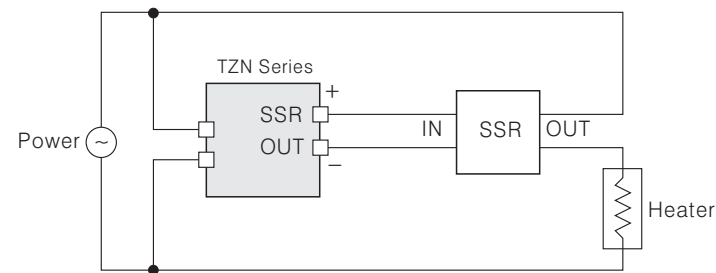 TZN Series
+
SSR
OUT
−
IN
SSR
OUT
Power
~
Heater